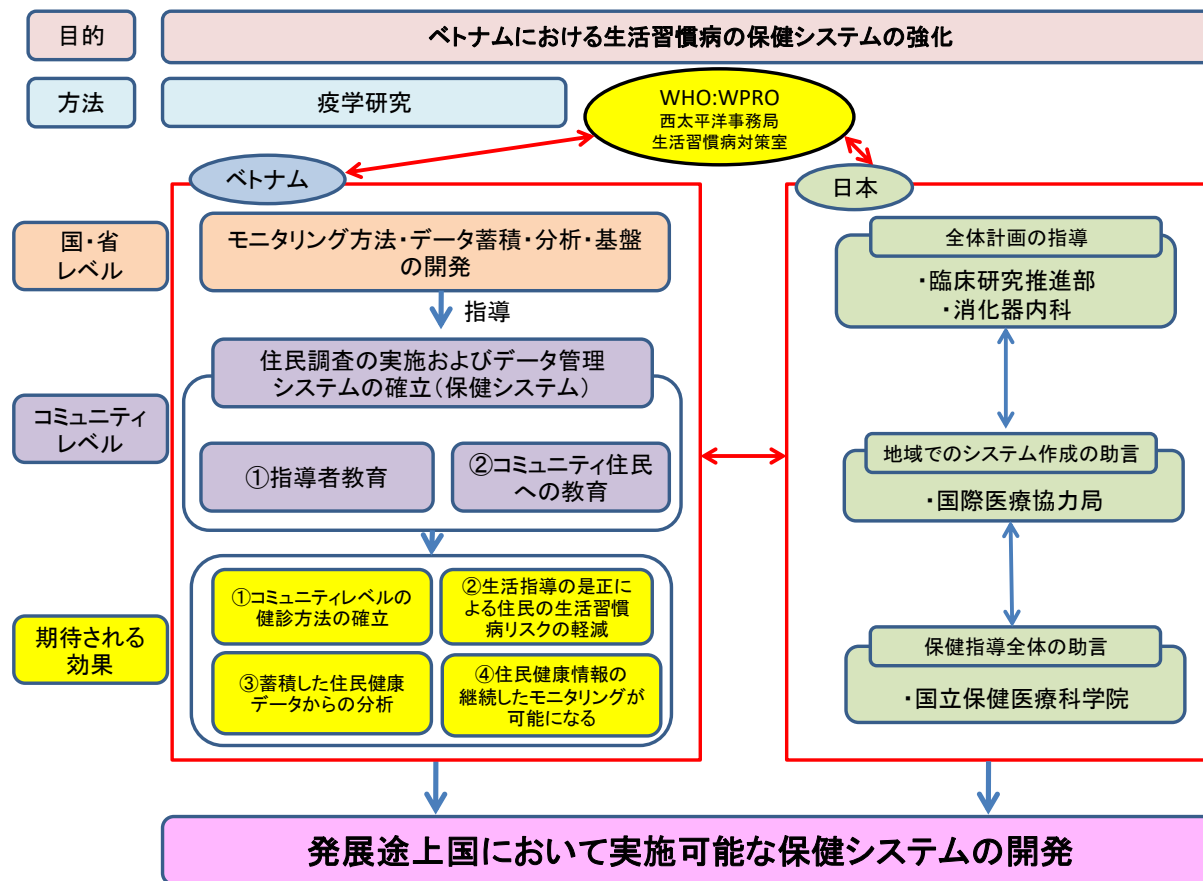 目的
ベトナムにおける生活習慣病の保健システムの強化
方法
疫学研究
WHO:WPRO
西太平洋事務局
生活習慣病対策室
ベトナム
日本
国・省
レベル
モニタリング方法・データ蓄積・分析・基盤
の開発
指導
全体計画の指導
・臨床研究推進部
・消化器内科
コミュニティ
レベル
住民調査の実施およびデータ管理
システムの確立(保健システム)
①指導者教育
②コミュニティ住民
への教育
地域でのシステム作成の助言
・国際医療協力局
期待される
効果
①コミュニティレベルの
健診方法の確立
②生活指導の是正に
よる住民の生活習慣
病リスクの軽減
③蓄積した住民健康
データからの分析
④住民健康情報の
継続したモニタリングが
可能になる
保健指導全体の助言
・国立保健医療科学院
発展途上国において実施可能な保健システムの開発